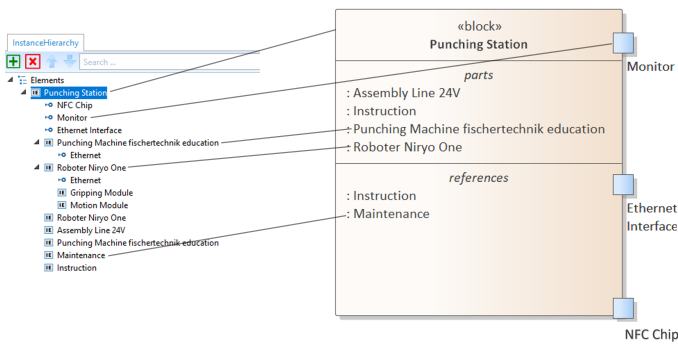 InstanceHierarchy
Search ...
Elements
Punching Station
NFC Chip
Monitor
Ethernet Interface
Punching Machine fischertechnik education
Ethernet
Roboter Niryo One
Ethernet
Gripping Module
Motion Module
Roboter Niryo One
Assembly Line 24V
Punching Machine fischertechnik education
Maintenance
Instruction
«block»
Punching Station
parts
: Assembly Line 24V
: Instruction
: Punching Machine fischertechnik education
: Roboter Niryo One
references
: Instruction
: Maintenance
Monitor
Ethernet
Interface
NFC Chip